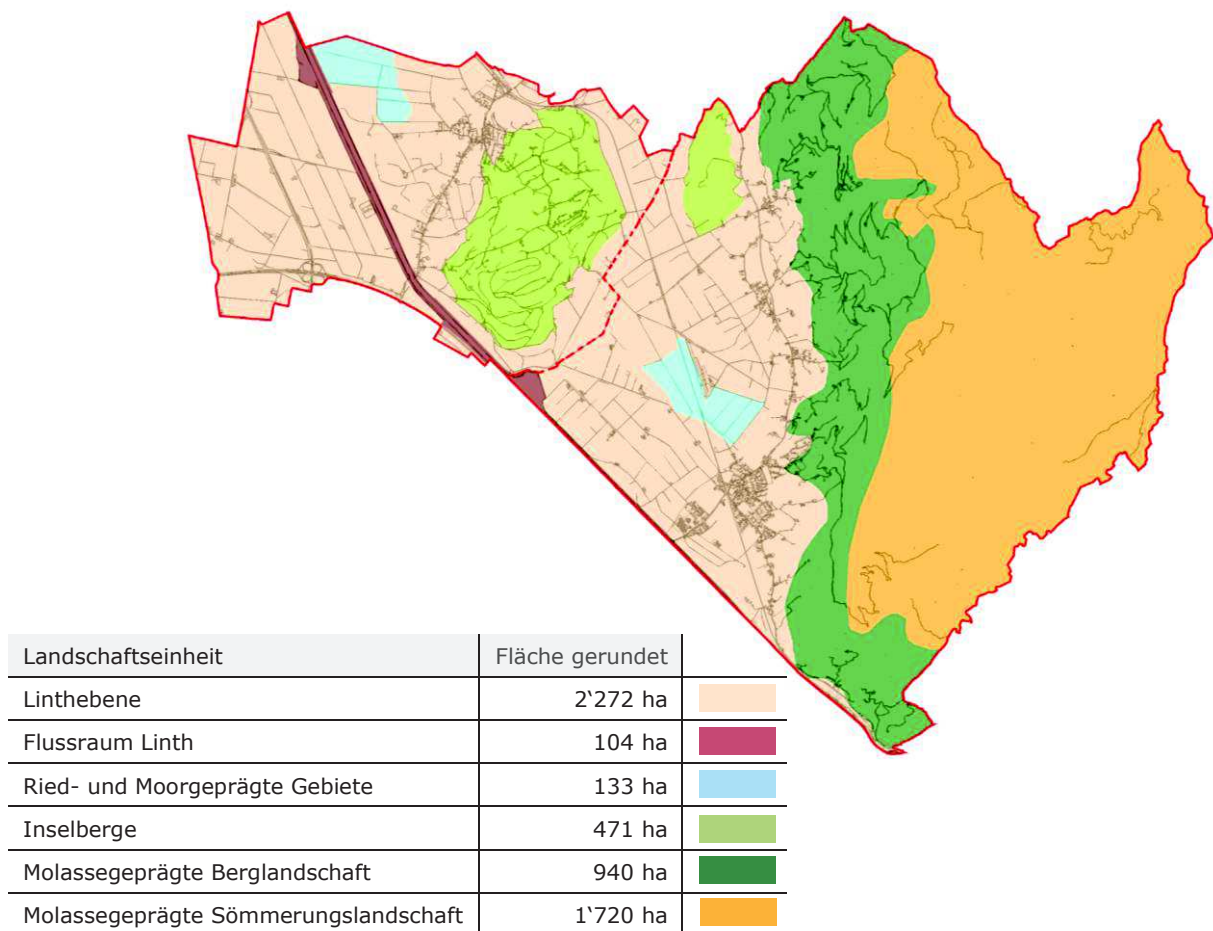 Landschaftseinheit Fläche gerundet
Linthebene 2‘272 ha
Flussraum Linth 104 ha
Ried- und Moorgeprägte Gebiete 133 ha
Inselberge 471 ha
Molassegeprägte Berglandschaft 940 ha
Molassegeprägte Sömmerungslandschaft 1‘720 ha